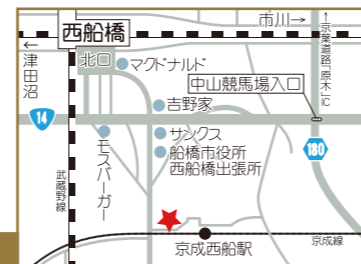 市川→
西船橋
←津田沼
北口
マクドナルド
↑京葉道路「原木」IC
吉野家
中山競馬場入口
14
サンクス
船橋市役所
西船橋出張所
モスバーガー
180
武蔵野線
京成西船駅
京成線